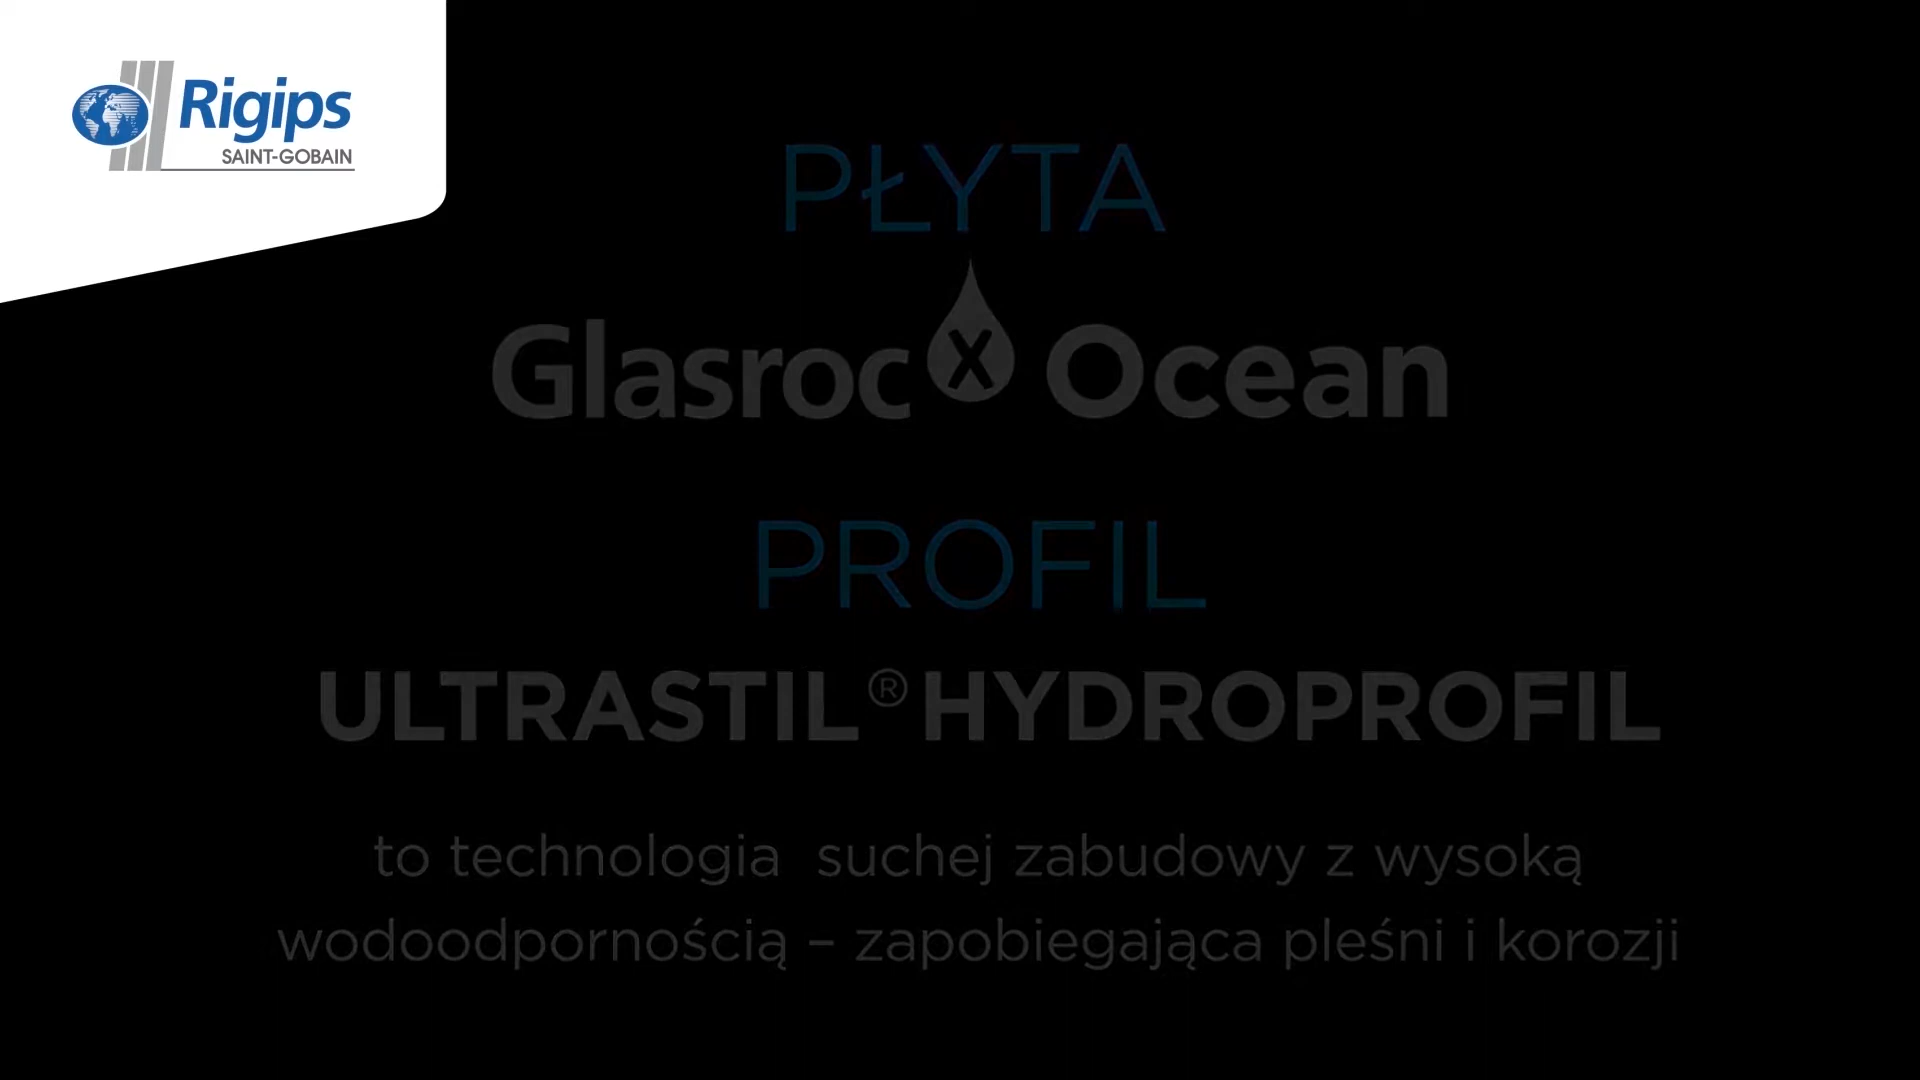 Rigips
SAINT-GOBAIN
PŁYTA
Glasroc X Ocean
PROFIL
ULTRASTIL® HYDROPROFIL
to technologia suchej zabudowy z wysoką
wodoodpornością – zapobiegająca pleśni i korozji